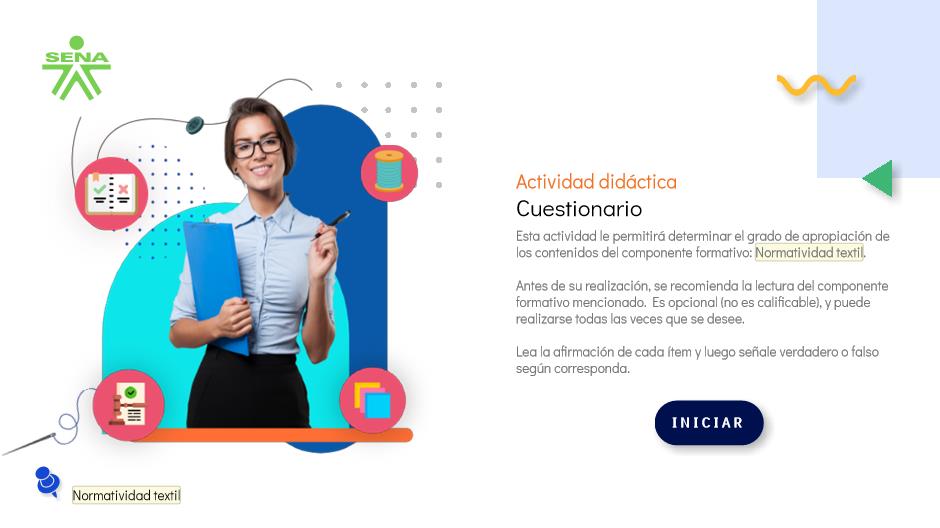 SENA
Actividad didáctica
Cuestionario
Esta actividad le permitirá determinar el grado de apropiación de
los contenidos del componente formativo: Normatividad textil.
Antes de su realización, se recomienda la lectura del componente
formativo mencionado. Es opcional (no es calificable), y puede
realizarse todas las veces que se desee.
Lea la afirmación de cada ítem y luego señale verdadero o falso
según corresponda.
INICIAR
Normatividad textil